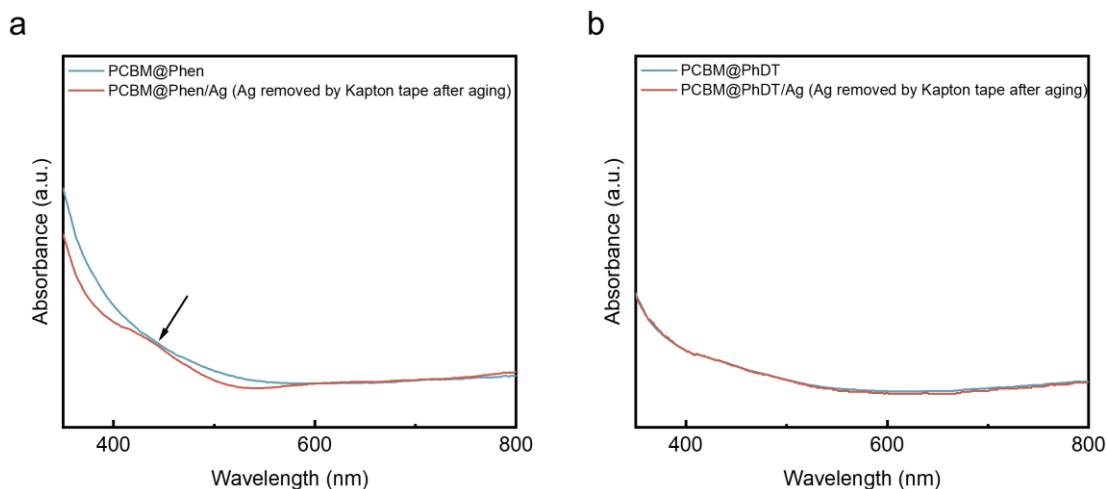 a
PCBM@Phen
PCBM@Phen/Ag (Ag removed by Kapton tape after aging)
Absorbance (a.u.)
400
600
800
Wavelength (nm)
b
PCBM@PhDT
PCBM@PhDT/Ag (Ag removed by Kapton tape after aging)
Absorbance (a.u.)
400
600
800
Wavelength (nm)